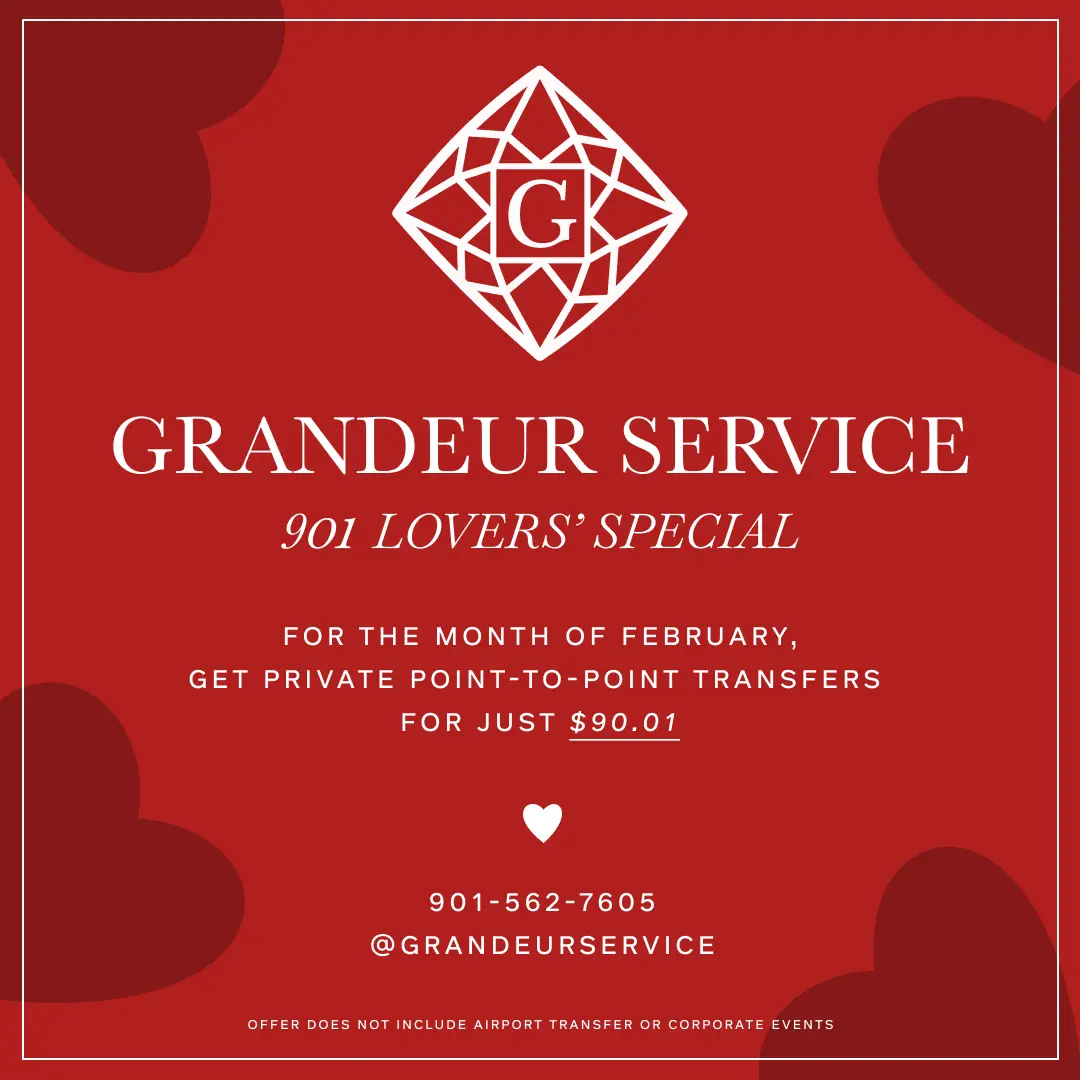 G
GRANDEUR SERVICE
901 LOVERS’ SPECIAL
FOR THE MONTH OF FEBRUARY,
GET PRIVATE POINT-TO-POINT TRANSFERS
FOR JUST $90.01
901-562-7605
@GRANDEURSERVICE
OFFER DOES NOT INCLUDE AIRPORT TRANSFER OR CORPORATE EVENTS